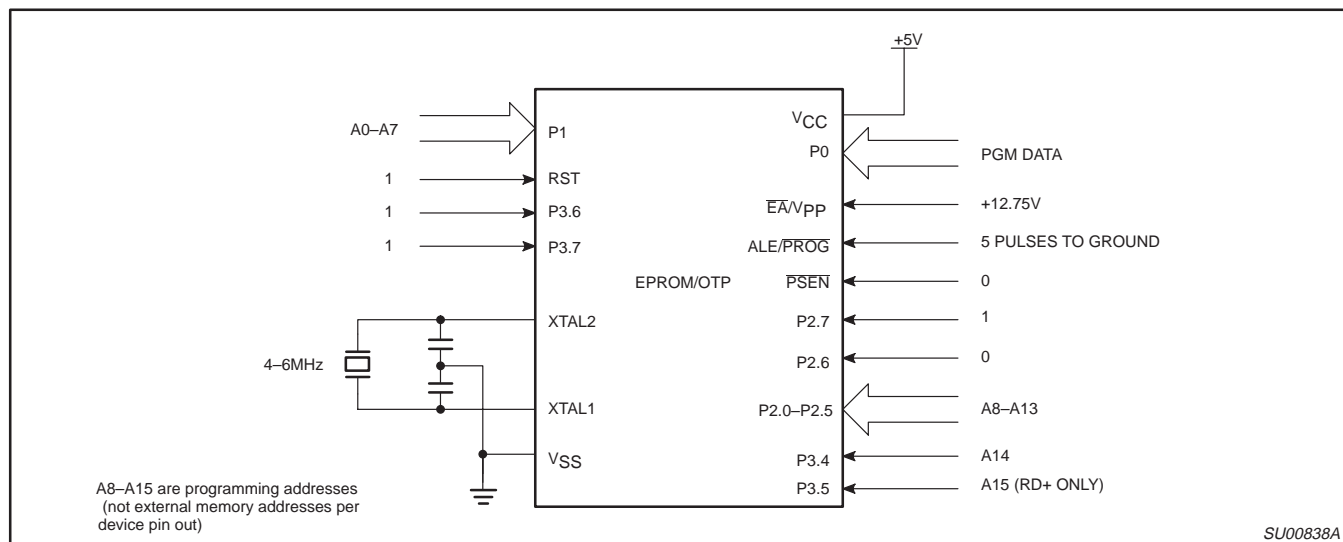 +5V
A0–A7
P1
VCC
P0
PGM DATA
1
RST
1
P3.6
EA/VPP
+12.75V
1
P3.7
ALE/PROG
5 PULSES TO GROUND
EPROM/OTP
PSEN
0
XTAL2
P2.7
1
4–6MHz
P2.6
0
XTAL1
P2.0–P2.5
A8–A13
VSS
P3.4
A14
P3.5
A15 (RD+ ONLY)
A8–A15 are programming addresses
(not external memory addresses per
device pin out)
SU00838A